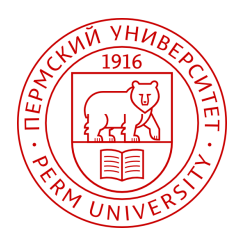 ПЕРМСКИЙ УНИВЕРСИТЕТ
1916
PERM UNIVERSITY